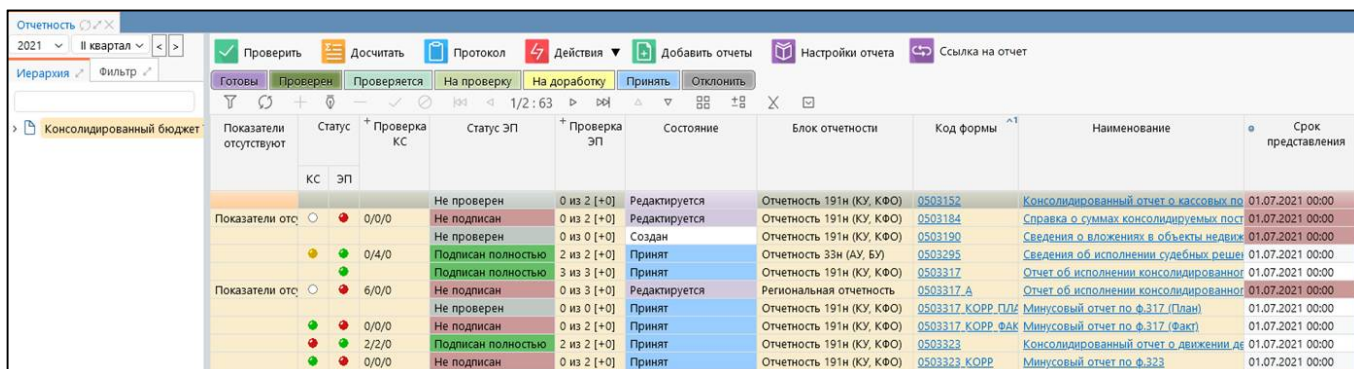 Отчетность
2021 II квартал < >
Проверить Досчитать Протокол Действия ▼ Добавить отчеты Настройки отчета Ссылка на отчет
Иерархия Фильтр
Готовы Проверен Проверяется На проверку На доработку Принять Отклонить
1/2 : 63
Консолидированный бюджет
Показатели отсутствуют Статус + Проверка КС Статус ЭП + Проверка ЭП Состояние Блок отчетности Код формы ^1 Наименование Срок представления
КС ЭП
Не проверен 0 из 2 [+0] Редактируется Отчетность 191н (КУ, КФО) 0503152 Консолидированный отчет о кассовых по 01.07.2021 00:00
Показатели отс 0/0/0 Не подписан 0 из 2 [+0] Редактируется Отчетность 191н (КУ, КФО) 0503184 Справка о суммах консолидируемых пост 01.07.2021 00:00
Не проверен 0 из 0 [+0] Создан Отчетность 191н (КУ, КФО) 0503190 Сведения о вложениях в объекты недвиж 01.07.2021 00:00
0/4/0 Подписан полностью 2 из 2 [+0] Принят Отчетность 33н (АУ, БУ) 0503295 Сведения об исполнении судебных решен 01.07.2021 00:00
Подписан полностью 3 из 3 [+0] Принят Отчетность 191н (КУ, КФО) 0503317 Отчет об исполнении консолидированног 01.07.2021 00:00
Показатели отс 6/0/0 Не подписан 0 из 3 [+0] Редактируется Региональная отчетность 0503317_А Отчет об исполнении консолидированног 01.07.2021 00:00
Не проверен 0 из 3 [+0] Принят Отчетность 191н (КУ, КФО) 0503317_КОРР_ПЛА Минусовый отчет по ф.317 (План) 01.07.2021 00:00
0/0/0 Не подписан 0 из 2 [+0] Принят Отчетность 191н (КУ, КФО) 0503317_КОРР_ФАК Минусовый отчет по ф.317 (Факт) 01.07.2021 00:00
2/2/0 Подписан полностью 2 из 2 [+0] Принят Отчетность 191н (КУ, КФО) 0503323 Консолидированный отчет о движении де 01.07.2021 00:00
0/0/0 Не подписан 0 из 2 [+0] Принят Отчетность 191н (КУ, КФО) 0503323_КОРР Минусовый отчет по ф.323 01.07.2021 00:00